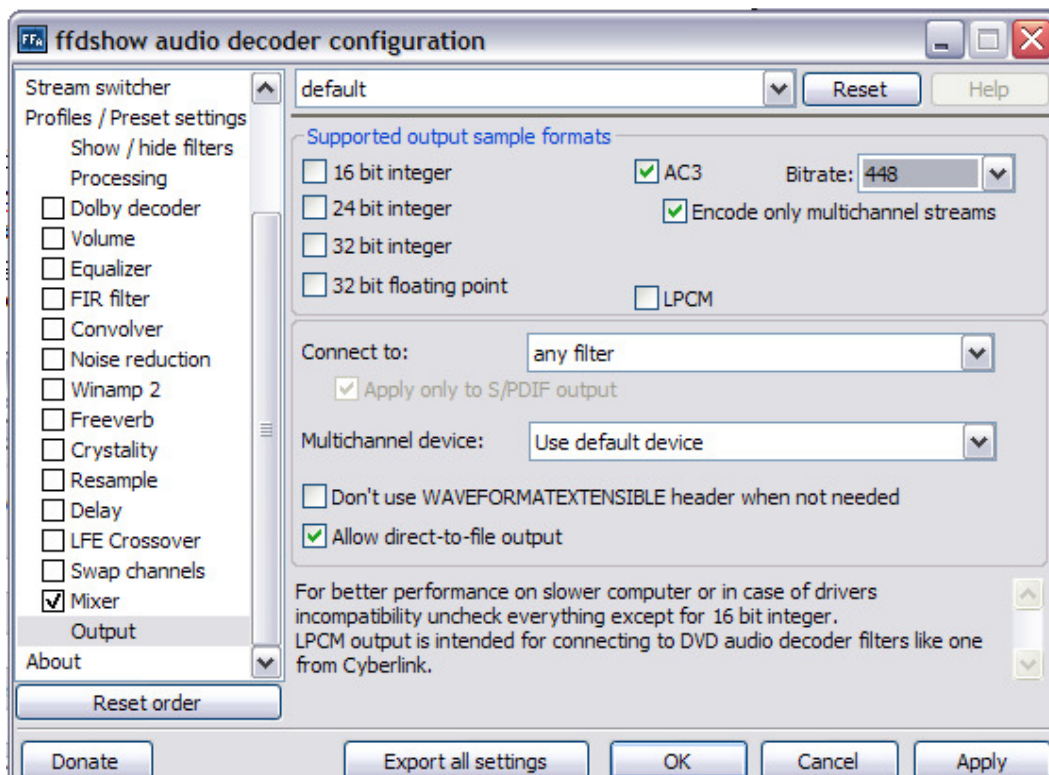 FFA ffdshow audio decoder configuration
Stream switcher
Profiles / Preset settings
Show / hide filters
Processing
Dolby decoder
Volume
Equalizer
FIR filter
Convolver
Noise reduction
Winamp 2
Freeverb
Crystality
Resample
Delay
LFE Crossover
Swap channels
Mixer
Output
About
Reset order
default
Reset
Help
Supported output sample formats
16 bit integer
24 bit integer
32 bit integer
32 bit floating point
AC3
Bitrate: 448
Encode only multichannel streams
LPCM
Connect to: any filter
Apply only to S/PDIF output
Multichannel device: Use default device
Don't use WAVEFORMATEXTENSIBLE header when not needed
Allow direct-to-file output
For better performance on slower computer or in case of drivers
incompatibility uncheck everything except for 16 bit integer.
LPCM output is intended for connecting to DVD audio decoder filters like one
from Cyberlink.
Donate
Export all settings
OK
Cancel
Apply